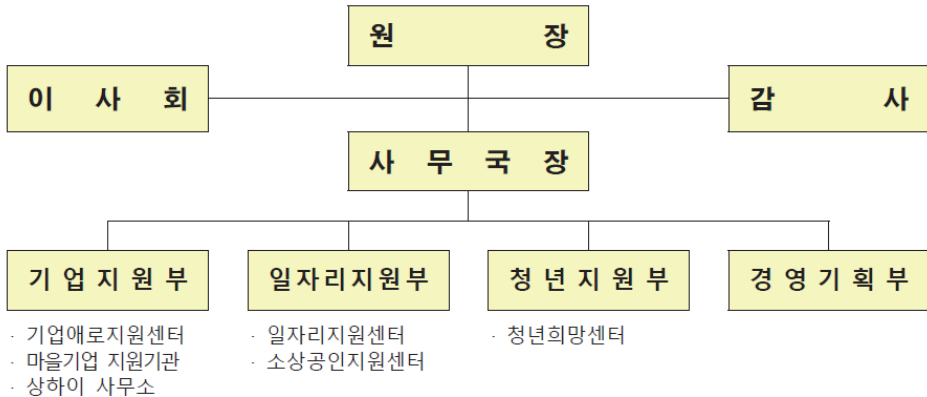 원 장
이 사 회
감 사
사 무 국 장
기 업 지 원 부
일자리지원부
청 년 지 원 부
경 영 기 획 부
· 기업애로지원센터
· 마을기업 지원기관
· 상하이 사무소
· 일자리지원센터
· 소상공인지원센터
· 청년희망센터